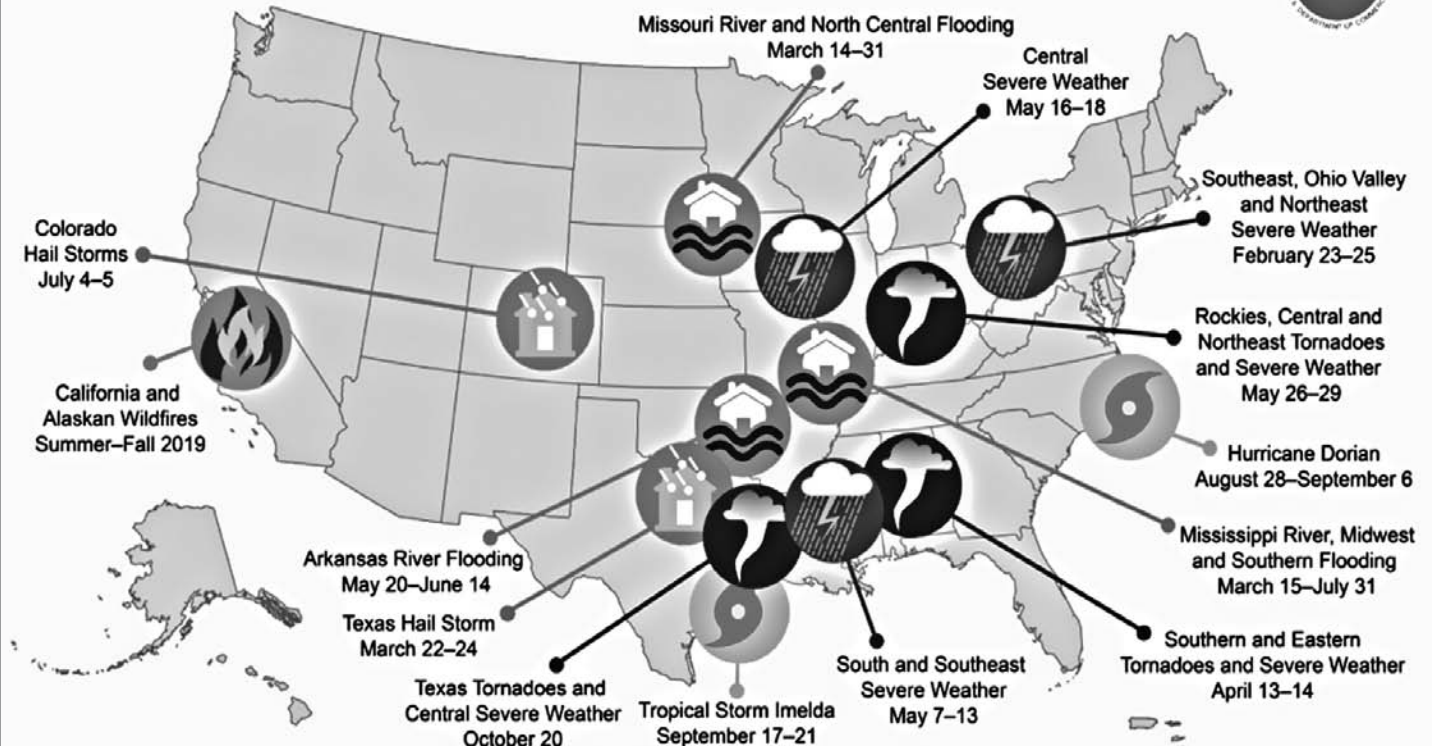 DEPARTMENT OF COMMERC
Missouri River and North Central Flooding
March 14–31
Central
Severe Weather
May 16–18
Southeast, Ohio Valley
and Northeast
Severe Weather
February 23–25
Colorado
Hail Storms
July 4–5
Rockies, Central and
Northeast Tornadoes
and Severe Weather
May 26–29
California and
Alaskan Wildfires
Summer–Fall 2019
Hurricane Dorian
August 28–September 6
Mississippi River, Midwest
and Southern Flooding
March 15–July 31
Arkansas River Flooding
May 20–June 14
Texas Hail Storm
March 22–24
Southern and Eastern
Tornadoes and Severe Weather
April 13–14
South and Southeast
Severe Weather
May 7–13
Texas Tornadoes and
Central Severe Weather
October 20
Tropical Storm Imelda
September 17–21